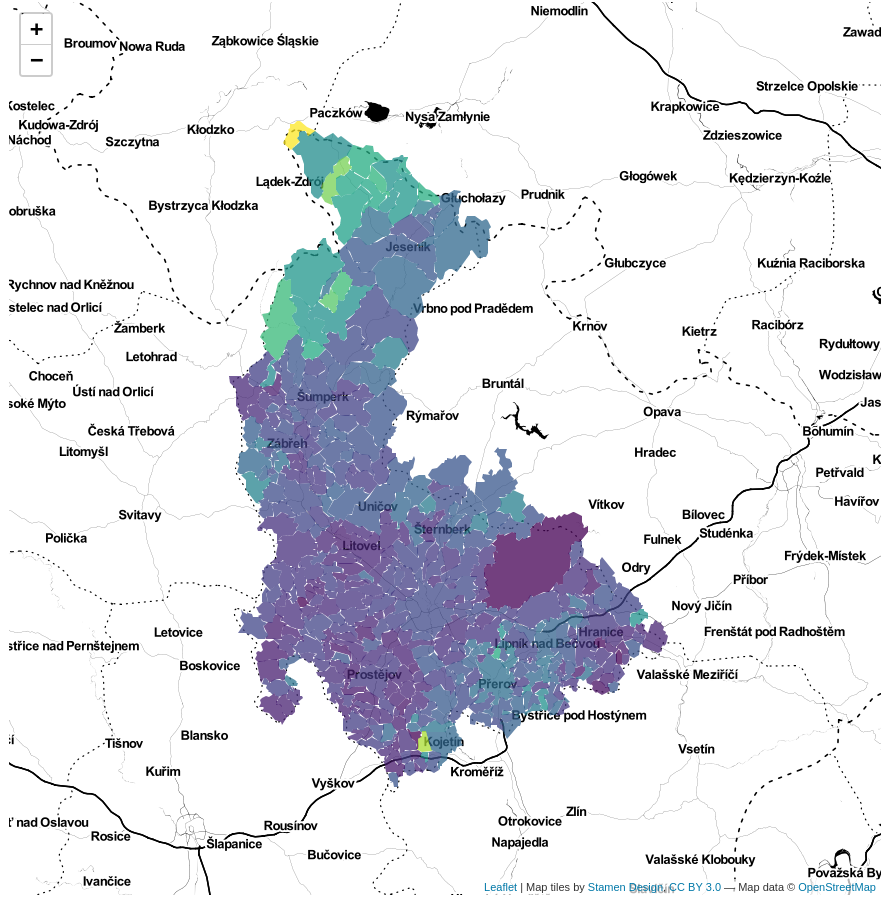 Niemodlin
+
−
Zawad
Broumov
Nowa Ruda
Ząbkowice Śląskie
Strzelce Opolskie
Kostelec
Paczków
Nysa Zamłynie
Krapkowice
Kudowa-Zdrój
Kłodzko
Zdzieszowice
Náchod
Szczytna
Lądek-Zdrój
Głogówek
Kędzierzyn-Koźle
obruška
Bystrzyca Kłodzka
Głuchołazy
Prudnik
Jeseník
Głubczyce
Kuźnia Raciborska
Rychnov nad Kněžnou
stelec nad Orlicí
Vrbno pod Pradědem
Žamberk
Krnov
Kietrz
Racibórz
Letohrad
Rydułtowy
Choceň
Ústí nad Orlicí
Bruntál
Wodzisław
soké Mýto
Šumperk
Rýmařov
Opava
Jas
Česká Třebová
Zábřeh
Bohumín
Litomyšl
Hradec
K
Petřvald
Svitavy
Uničov
Vítkov
Havířov
Šternberk
Bílovec
Polička
Litovel
Fulnek
Studénka
Frýdek-Místek
Odry
Příbor
Nový Jičín
Letovice
Hranice
Frenštát pod Radhoštěm
střice nad Pernštejnem
Lipník nad Bečvou
Boskovice
Prostějov
Přerov
Valašské Meziříčí
Bystřice pod Hostýnem
Blansko
Tišnov
Kojetín
Vsetín
Kuřim
Vyškov
Kroměříž
ť nad Oslavou
Rosice
Rousínov
Otrokovice
Zlín
Šlapanice
Napajedla
Bučovice
Valašské Klobouky
Ivančice
Považská By
Leaflet | Map tiles by Stamen Design, CC BY 3.0 — Map data © OpenStreetMap